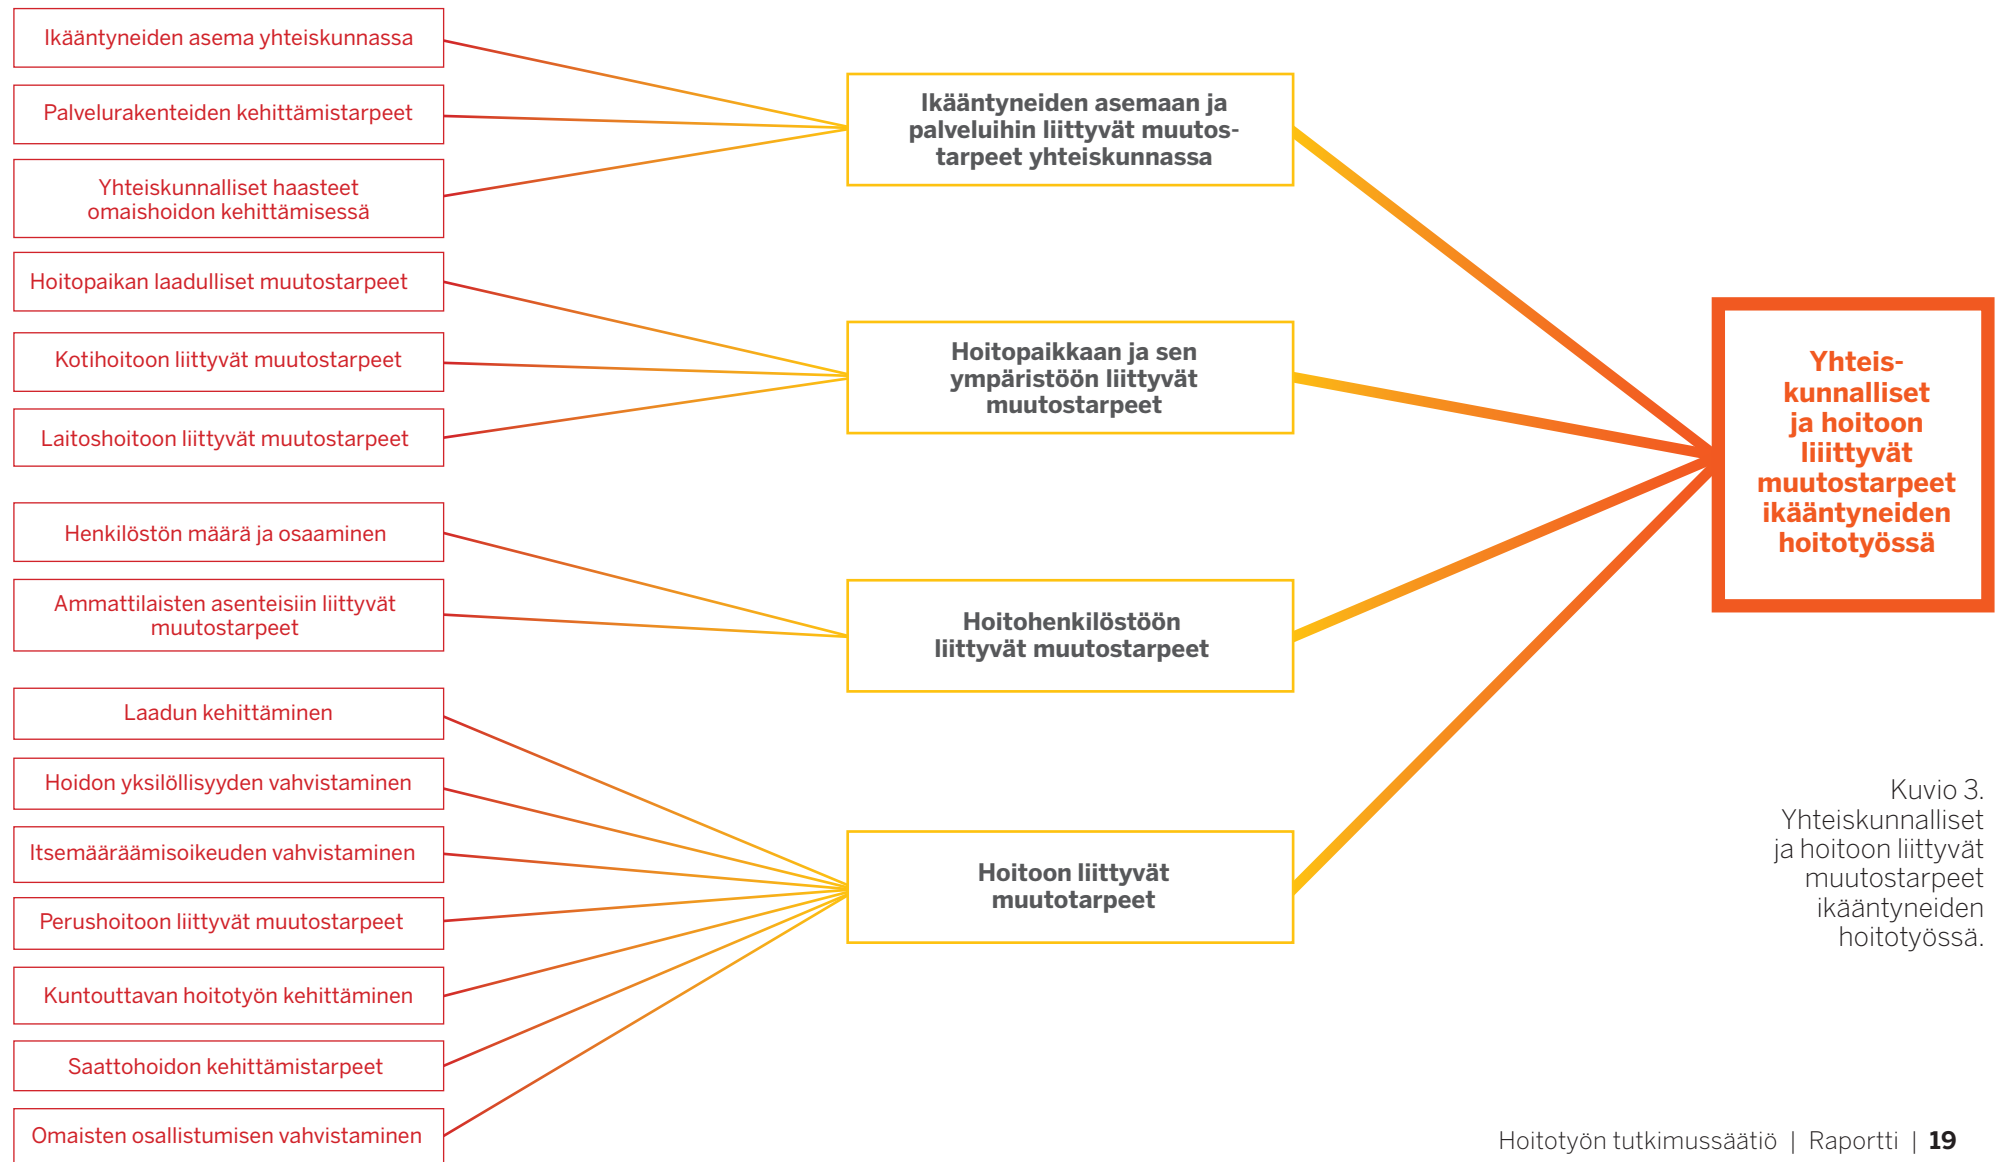 Ikääntyneiden asema yhteiskunnassa
Palvelurakenteiden kehittämistarpeet
Yhteiskunnalliset haasteet
omaishoidon kehittämisessä
Hoitopaikan laadulliset muutostarpeet
Kotihoitoon liittyvät muutostarpeet
Laitoshoitoon liittyvät muutostarpeet
Henkilöstön määrä ja osaaminen
Ammattilaisten asenteisiin liittyvät
muutostarpeet
Laadun kehittäminen
Hoidon yksilöllisyyden vahvistaminen
Itsemääräämisoikeuden vahvistaminen
Perushoitoon liittyvät muutostarpeet
Kuntouttavan hoitotyön kehittäminen
Saattohoidon kehittämistarpeet
Omaisten osallistumisen vahvistaminen
Ikääntyneiden asemaan ja
palveluihin liittyvät muutos-
tarpeet yhteiskunnassa
Hoitopaikkaan ja sen
ympäristöön liittyvät
muutostarpeet
Hoitohenkilöstöön
liittyvät muutostarpeet
Hoitoon liittyvät
muutotarpeet
Yhteis-
kunnalliset
ja hoitoon
liiittyvät
muutostarpeet
ikääntyneiden
hoitotyössä
Kuvio 3.
Yhteiskunnalliset
ja hoitoon liittyvät
muutostarpeet
ikääntyneiden
hoitotyössä.
Hoitotyön tutkimussäätiö | Raportti | 19